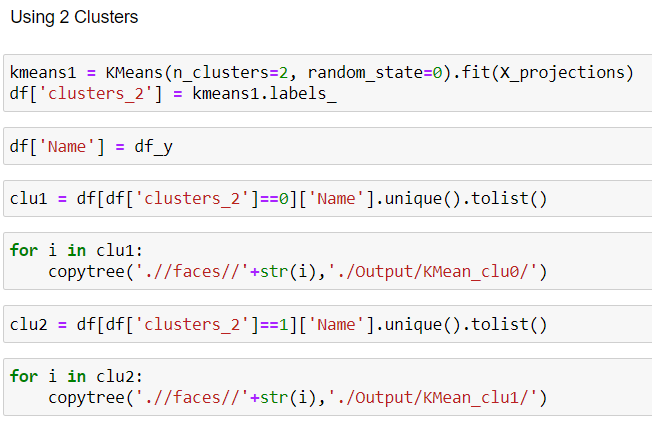 Using 2 Clusters
kmeans1 = KMeans(n_clusters=2, random_state=0).fit(X_projections)
df['clusters_2'] = kmeans1.labels_
df['Name'] = df_y
clu1 = df[df['clusters_2']==0]['Name'].unique().tolist()
for i in clu1:
    copytree('.//faces//'+str(i),'./Output/KMean_clu0/')
clu2 = df[df['clusters_2']==1]['Name'].unique().tolist()
for i in clu2:
    copytree('.//faces//'+str(i),'./Output/KMean_clu1/')